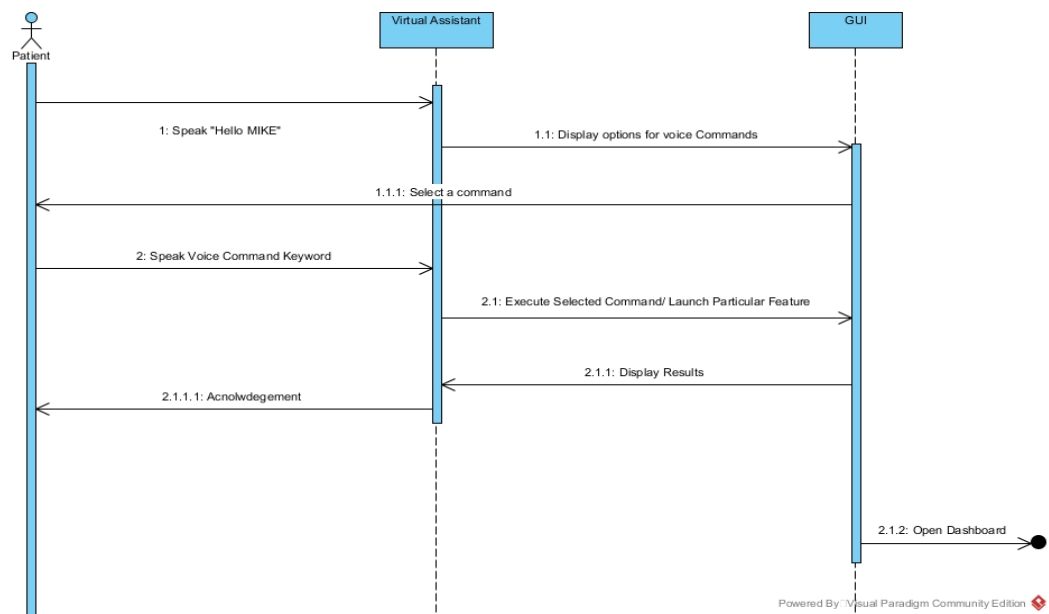 Virtual Assistant
GUI
Patient
1: Speak "Hello MIKE"
1.1: Display options for voice Commands
1.1.1: Select a command
2: Speak Voice Command Keyword
2.1: Execute Selected Command/ Launch Particular Feature
2.1.1: Display Results
2.1.1.1: Acnolwdegement
2.1.2: Open Dashboard
Powered By Visual Paradigm Community Edition